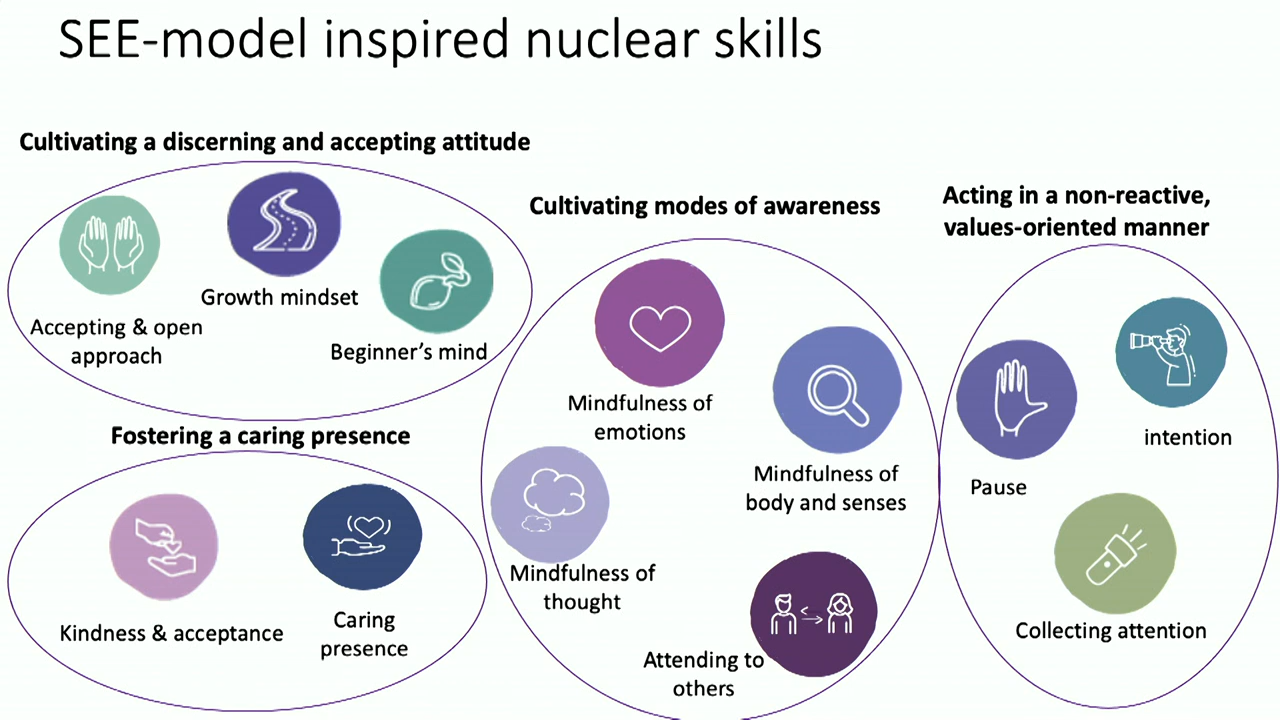 SEE-model inspired nuclear skills
Cultivating a discerning and accepting attitude
Growth mindset
Accepting & open
approach
Beginner's mind
Fostering a caring presence
Kindness & acceptance
Caring
presence
Cultivating modes of awareness
Mindfulness of
emotions
Mindfulness of
body and senses
Mindfulness of
thought
Attending to
others
Acting in a non-reactive,
values-oriented manner
intention
Pause
Collecting attention